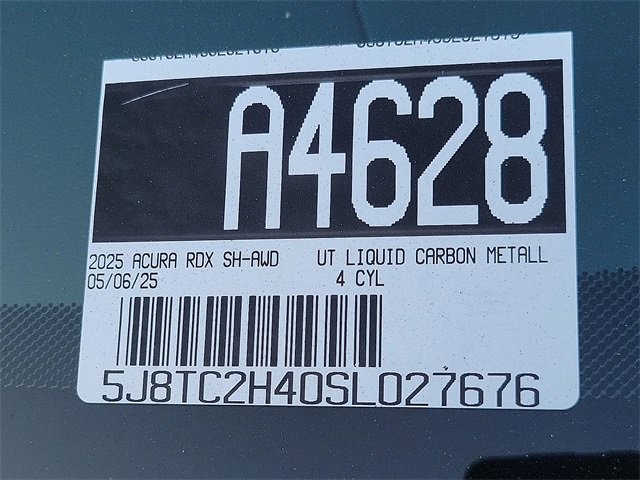 A4628
2025 ACURA RDX SH-AWD UT LIQUID CARBON METALL
05/06/25 4 CYL
5J8TC2H40SL027676